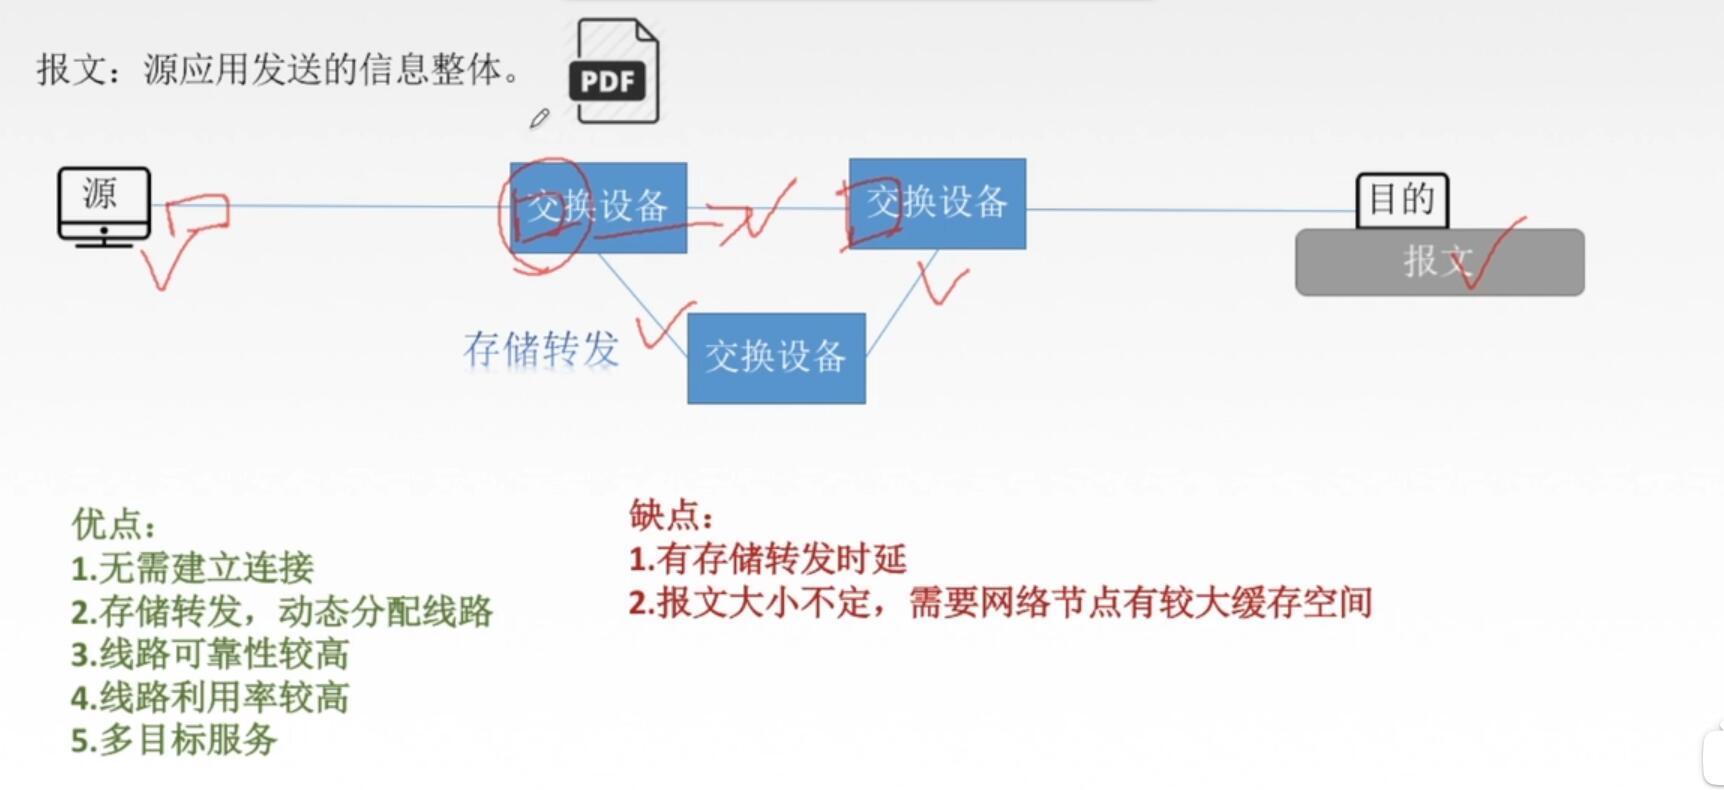 报文：源应用发送的信息整体。
PDF
源
交换设备
交换设备
目的
报文
存储转发
交换设备
优点：
1.无需建立连接
2.存储转发，动态分配线路
3.线路可靠性较高
4.线路利用率较高
5.多目标服务
缺点：
1.有存储转发时延
2.报文大小不定，需要网络节点有较大缓存空间